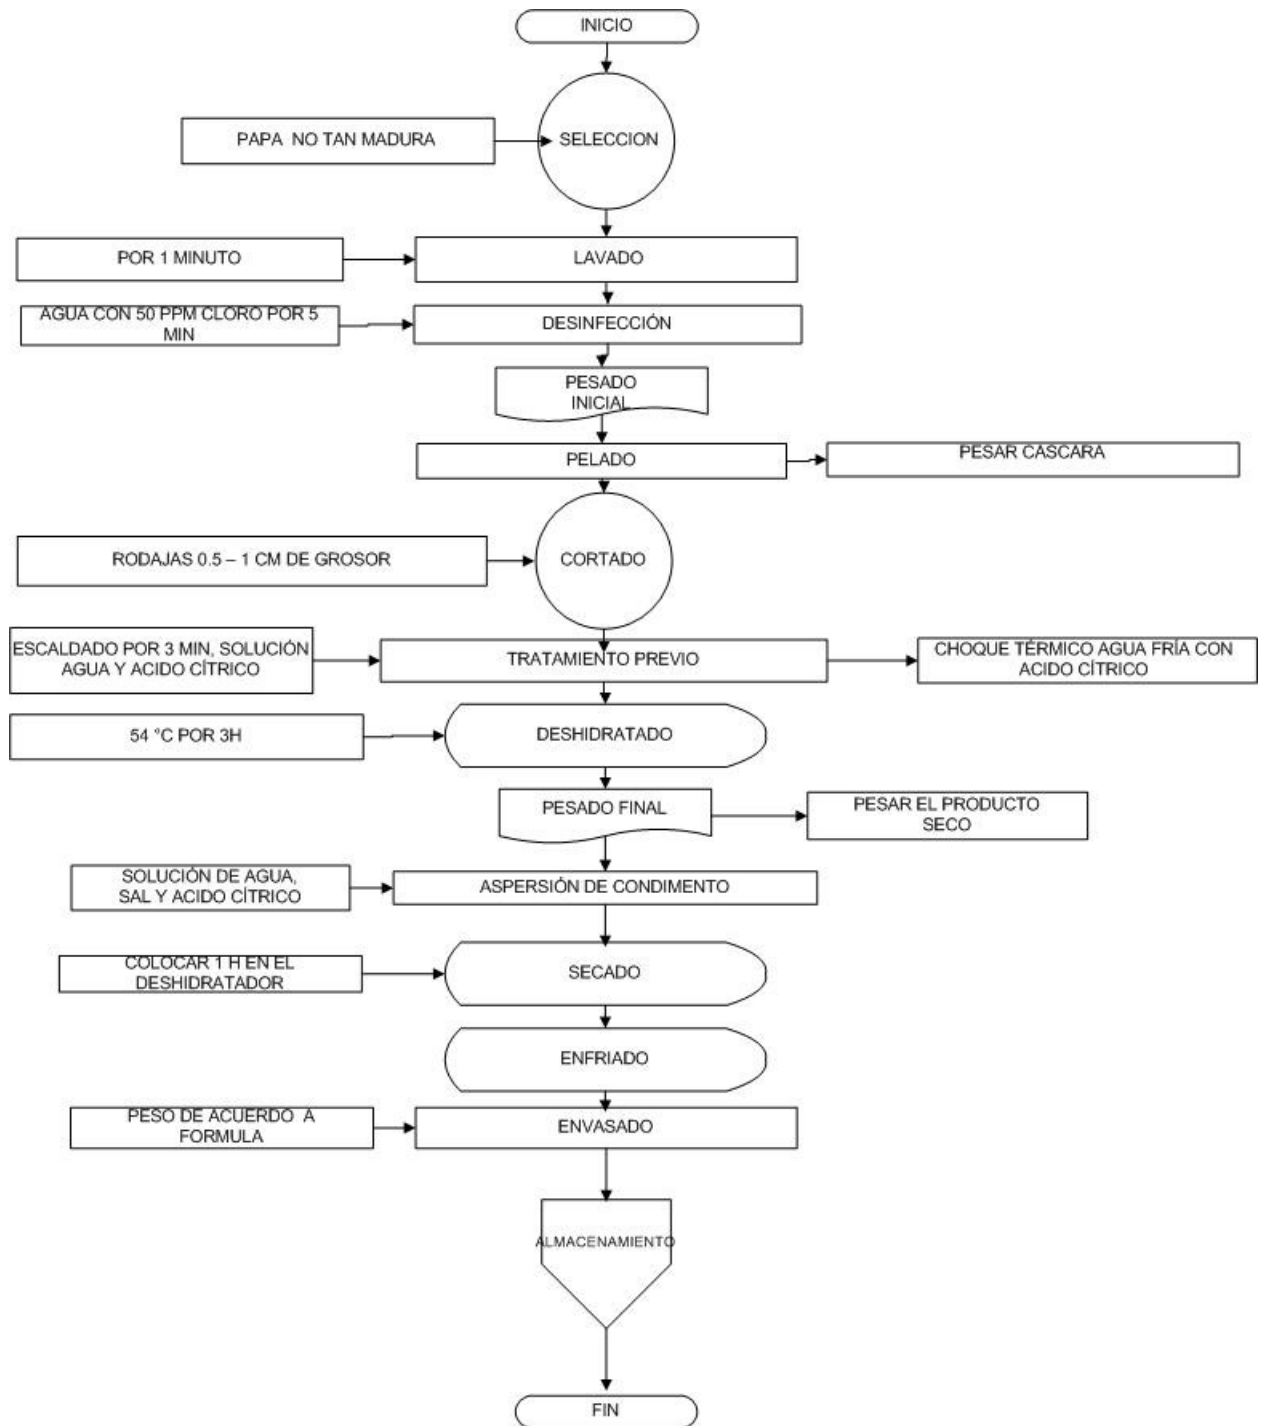 INICIO
PAPA  NO TAN MADURA
SELECCION
POR 1 MINUTO
LAVADO
AGUA CON 50 PPM CLORO POR 5
MIN
DESINFECCIÓN
PESADO
INICIAL
PELADO
PESAR CASCARA
RODAJAS 0.5 – 1 CM DE GROSOR
CORTADO
ESCALDADO POR 3 MIN, SOLUCIÓN
AGUA Y ACIDO CÍTRICO
TRATAMIENTO PREVIO
CHOQUE TÉRMICO AGUA FRÍA CON
ACIDO CÍTRICO
54 °C POR 3H
DESHIDRATADO
PESADO FINAL
PESAR EL PRODUCTO
SECO
SOLUCIÓN DE AGUA,
SAL Y ACIDO CÍTRICO
ASPERSIÓN DE CONDIMENTO
COLOCAR 1 H EN EL
DESHIDRATADOR
SECADO
ENFRIADO
PESO DE ACUERDO  A
FORMULA
ENVASADO
ALMACENAMIENTO
FIN